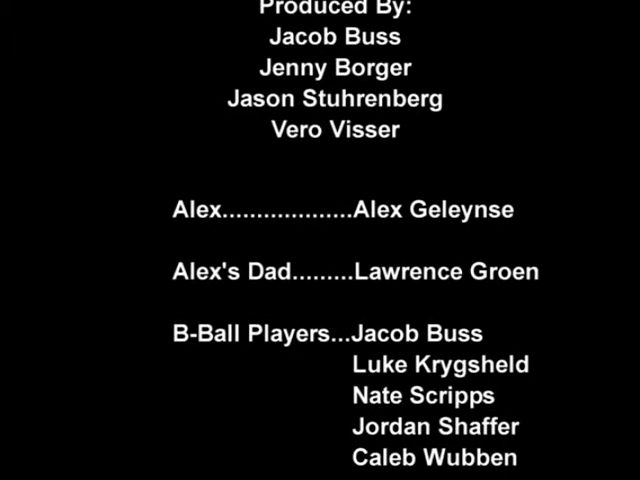 Produced By:
Jacob Buss
Jenny Borger
Jason Stuhrenberg
Vero Visser
Alex...................Alex Geleynse
Alex's Dad.........Lawrence Groen
B-Ball Players...Jacob Buss
Luke Krygsheld
Nate Scripps
Jordan Shaffer
Caleb Wubben